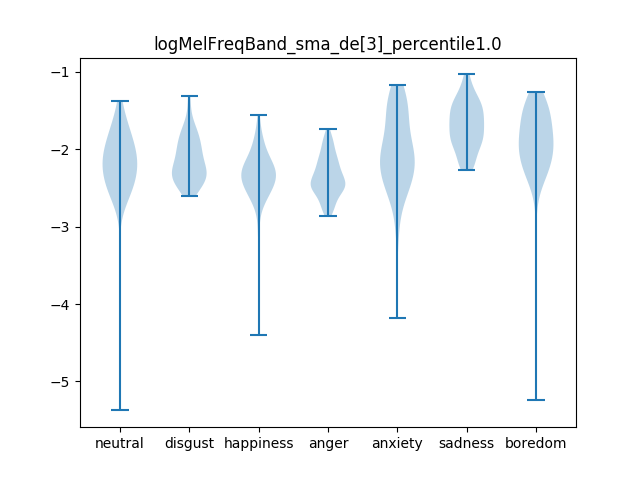 logMelFreqBand_sma_de[3]_percentile1.0
−1
−2
−3
−4
−5
neutral disgust happiness anger anxiety sadness boredom